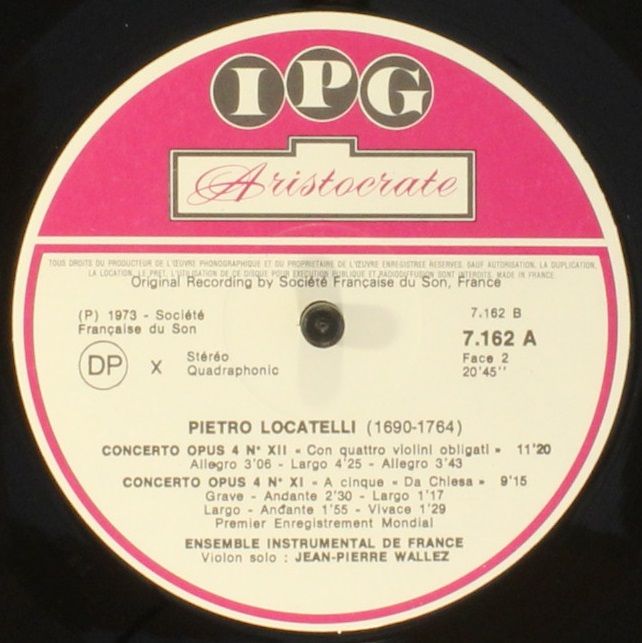 IPG
Aristocrate
TOUS DROITS DU PRODUCTEUR DE L'ŒUVRE PHONOGRAPHIQUE ET DU PROPRIETAIRE DE L'ŒUVRE ENREGISTREE RESERVES. SAUF AUTORISATION, LA DUPLICATION,
LA LOCATION, LE PRET, L'UTILISATION DE CE DISQUE POUR EXECUTION PUBLIQUE ET RADIODIFFUSION SONT INTERDITS. MADE IN FRANCE.
Original Recording by Société Française du Son, France
(P) 1973 - Société
Française du Son
7.162 B
7.162 A
DP x Stéréo
Quadraphonic
Face 2
20'45''
PIETRO LOCATELLI (1690-1764)
CONCERTO OPUS 4 N° XII « Con quattro violini obligati » 11'20
Allegro 3'06 - Largo 4'25 - Allegro 3'43
CONCERTO OPUS 4 N° XI « A cinque « Da Chiesa » 9'15
Grave - Andante 2'30 - Largo 1'17
Largo - Andante 1'55 - Vivace 1'29
Premier Enregistrement Mondial
ENSEMBLE INSTRUMENTAL DE FRANCE
Violon solo : JEAN-PIERRE WALLEZ